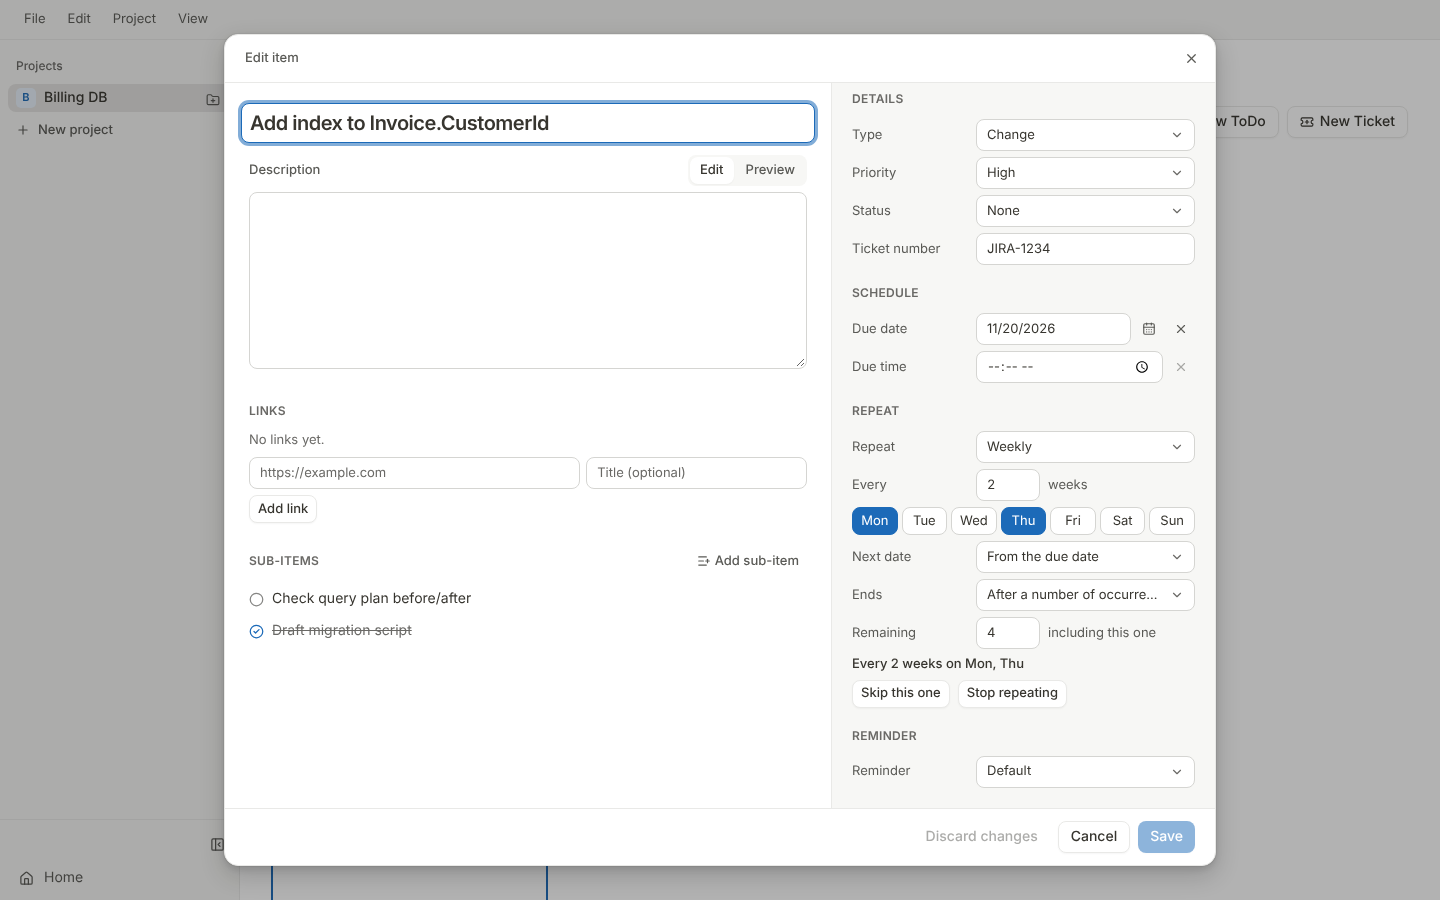 File Edit Project View
Projects
B Billing DB
New project
Home
w ToDo
New Ticket
Edit item
Add index to Invoice.CustomerId
Description
Edit Preview
LINKS
No links yet.
https://example.com
Title (optional)
Add link
SUB-ITEMS
Add sub-item
Check query plan before/after
Draft migration script
DETAILS
Type Change
Priority High
Status None
Ticket number JIRA-1234
SCHEDULE
Due date 11/20/2026
Due time --:-- --
REPEAT
Repeat Weekly
Every 2 weeks
Mon Tue Wed Thu Fri Sat Sun
Next date From the due date
Ends After a number of occurre...
Remaining 4 including this one
Every 2 weeks on Mon, Thu
Skip this one Stop repeating
REMINDER
Reminder Default
Discard changes Cancel Save